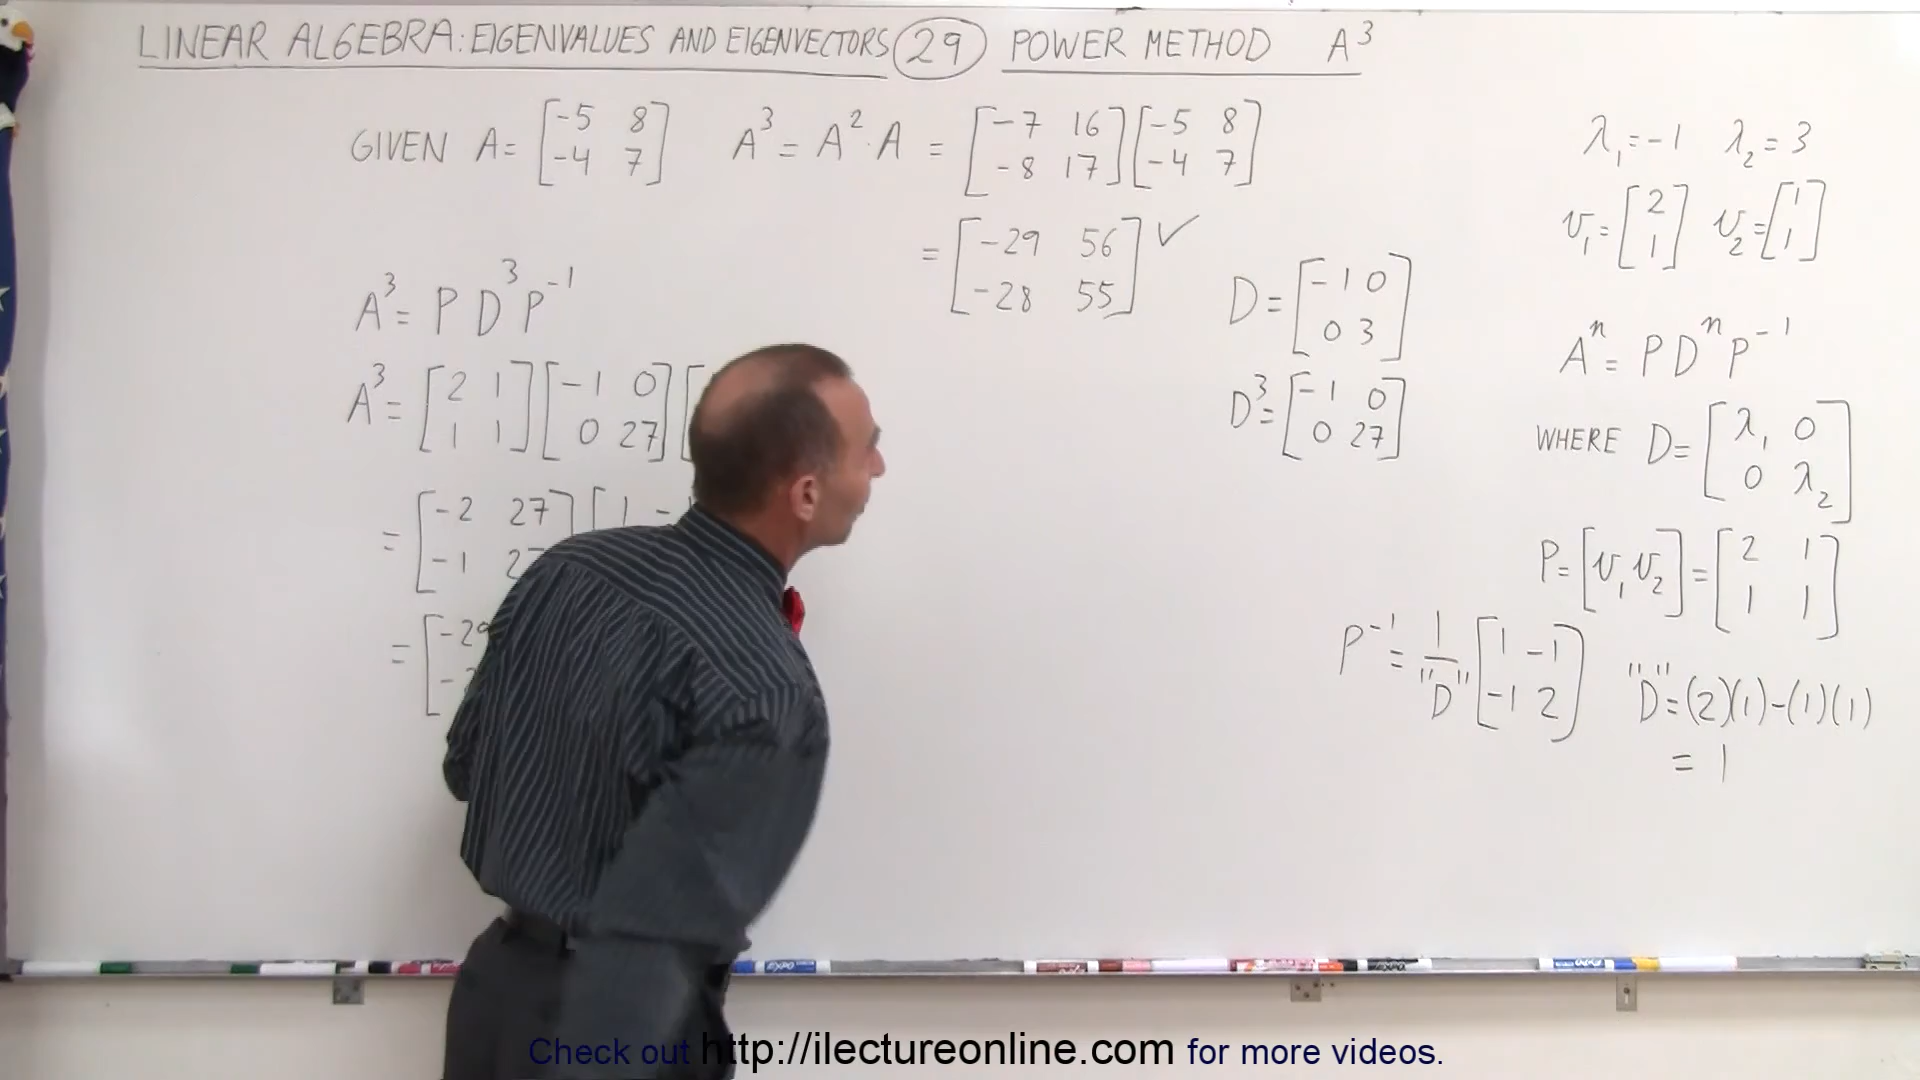 LINEAR ALGEBRA: EIGENVALUES AND EIGENVECTORS 29 POWER METHOD A³
GIVEN A = [-5 8; -4 7] A³ = A² · A = [-7 16; -8 17] [-5 8; -4 7]
= [-29 56; -28 55] ✓
A³ = P D³ P⁻¹
A³ = [2 1; 1 1] [-1 0; 0 27] [
= [-2 27; -1 2 [1 -
= [-29; -2
D = [-1 0; 0 3]
D³ = [-1 0; 0 27]
λ₁ = -1 λ₂ = 3
v₁ = [2; 1] v₂ = [1; 1]
Aⁿ = P Dⁿ P⁻¹
WHERE D = [λ₁ 0; 0 λ₂]
P = [v₁ v₂] = [2 1; 1 1]
P⁻¹ = 1/"D" [1 -1; -1 2] "D" = (2)(1) - (1)(1)
= 1
Check out http://ilectureonline.com for more videos.